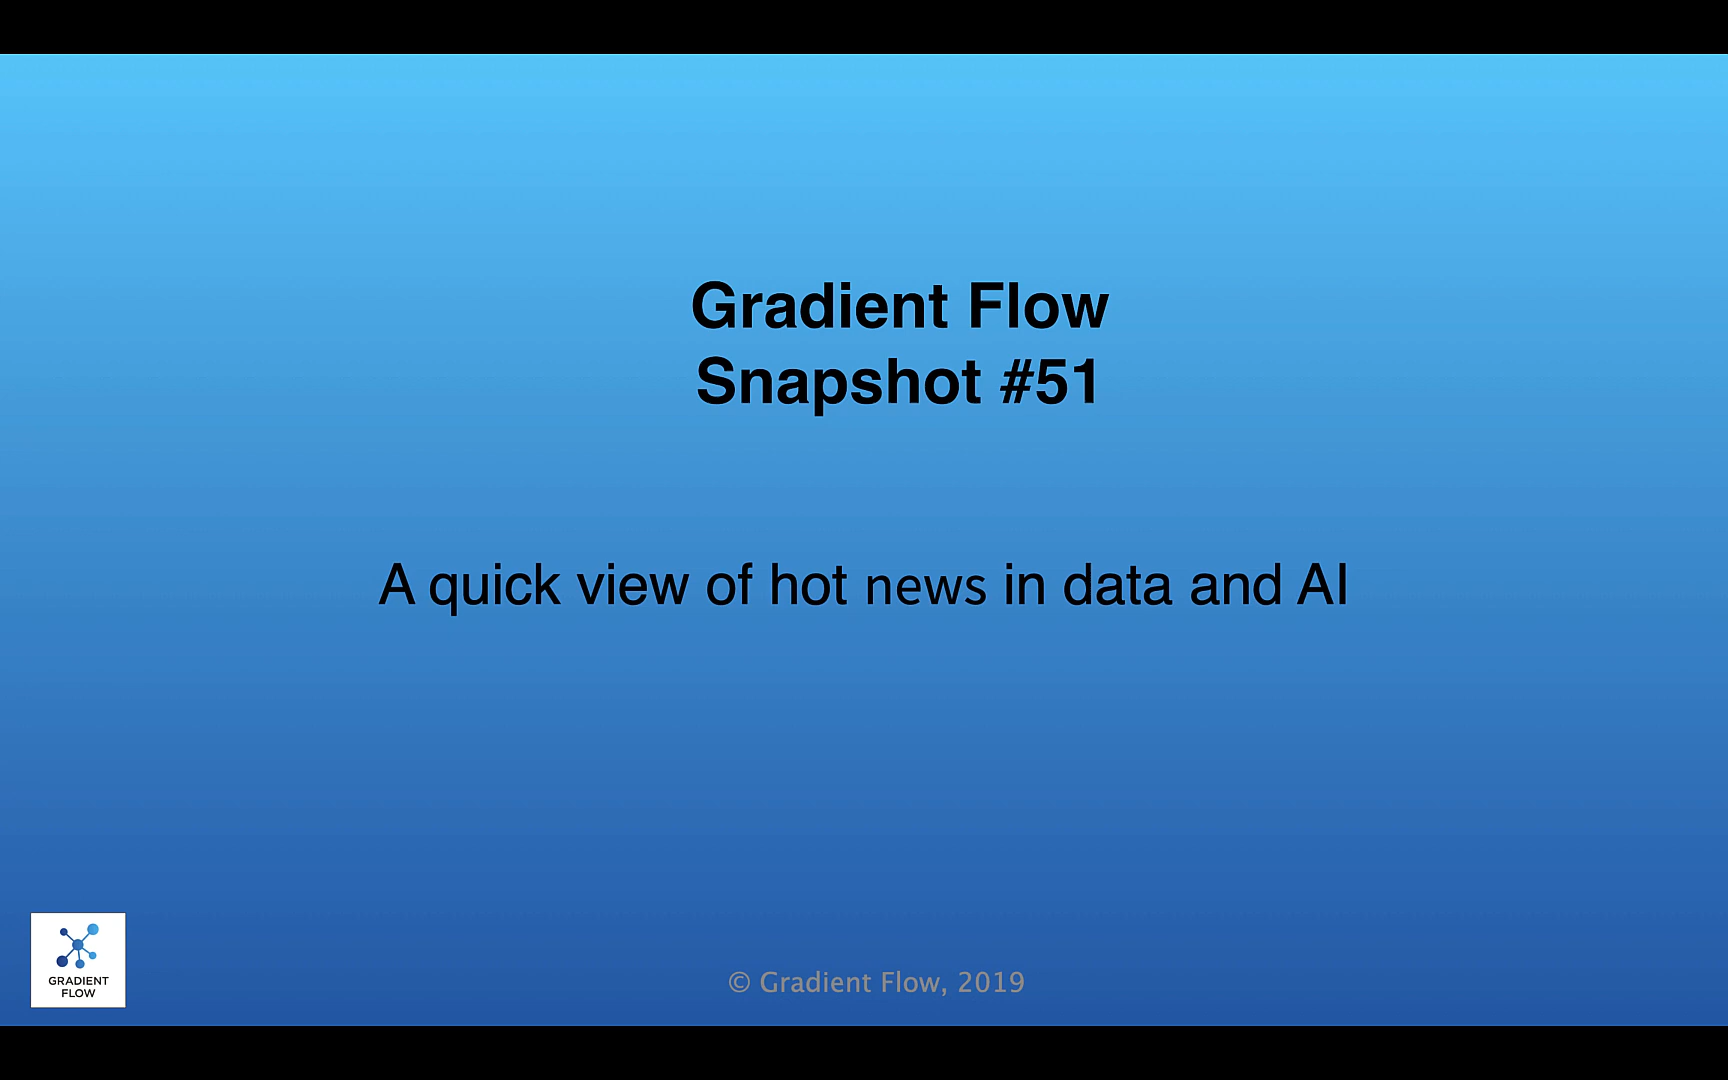 Gradient Flow
Snapshot #51
A quick view of hot news in data and AI
GRADIENT
FLOW
© Gradient Flow, 2019